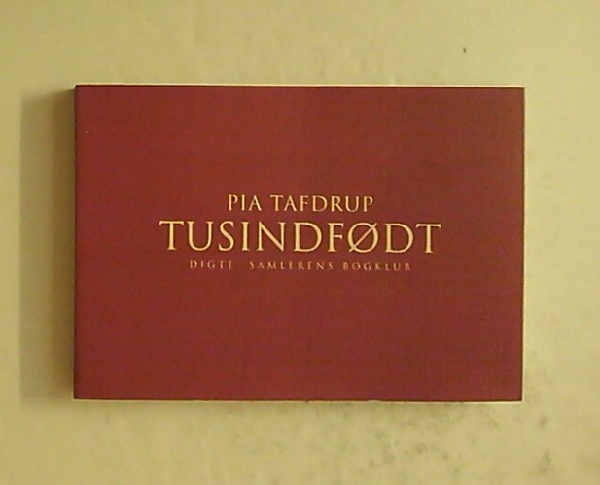 PIA TAFDRUP
TUSINDFØDT
DIGTE SAMLERENS BOGKLUB